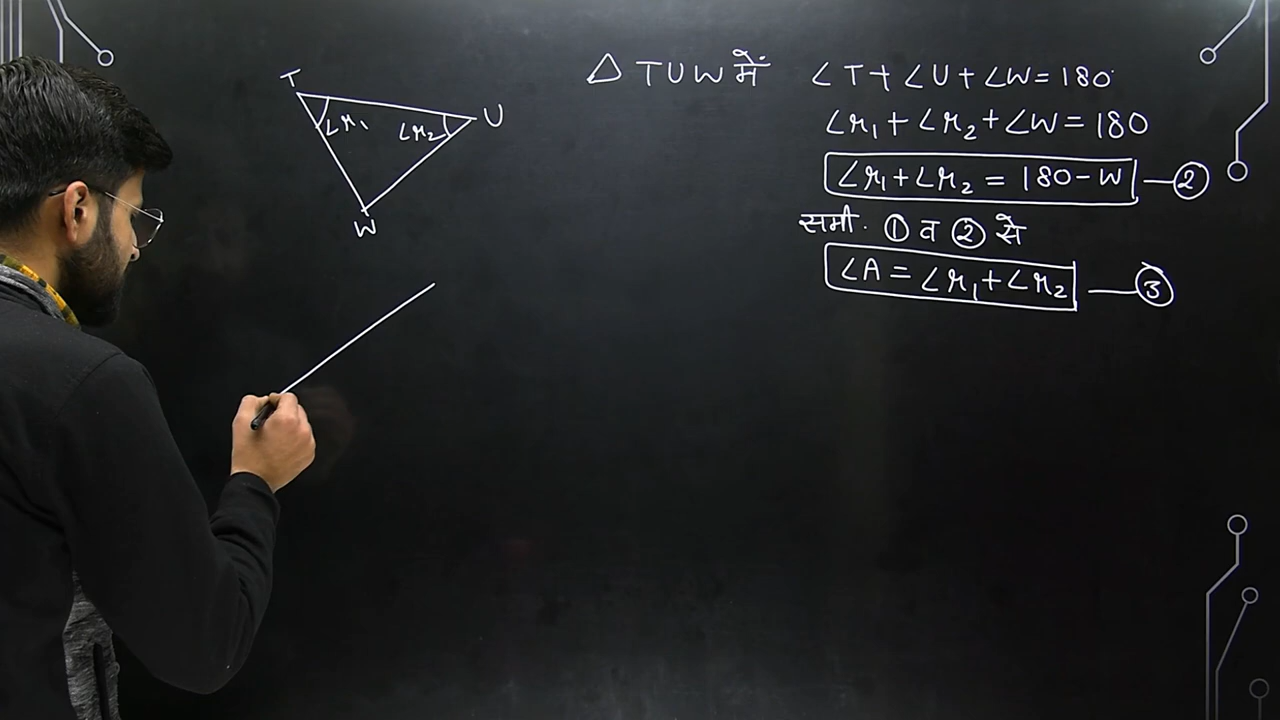 T
U
∠r₁
∠r₂
W
△ TUW में ∠T + ∠U + ∠W = 180°
∠r₁ + ∠r₂ + ∠W = 180
∠r₁ + ∠r₂ = 180 - W — ②
समी. ① व ② से
∠A = ∠r₁ + ∠r₂ — ③